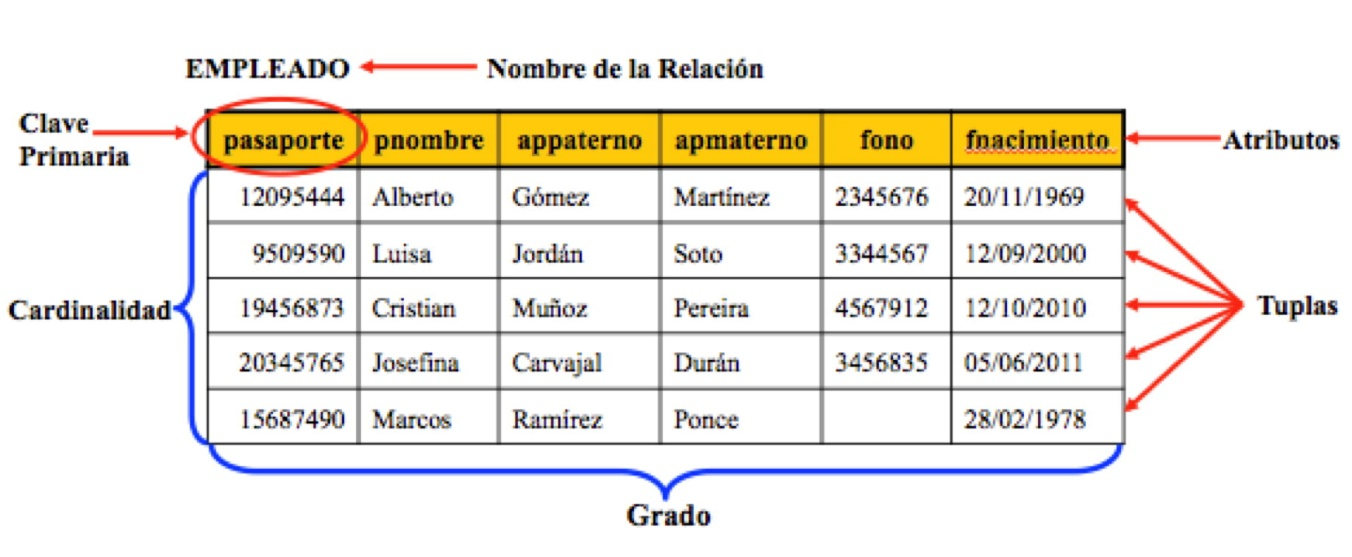 EMPLEADO Nombre de la Relación
Clave Primaria
pasaporte pnombre appaterno apmaterno fono fnacimiento
Atributos
12095444 Alberto Gómez Martínez 2345676 20/11/1969
9509590 Luisa Jordán Soto 3344567 12/09/2000
Cardinalidad
19456873 Cristian Muñoz Pereira 4567912 12/10/2010
Tuplas
20345765 Josefina Carvajal Durán 3456835 05/06/2011
15687490 Marcos Ramírez Ponce 28/02/1978
Grado